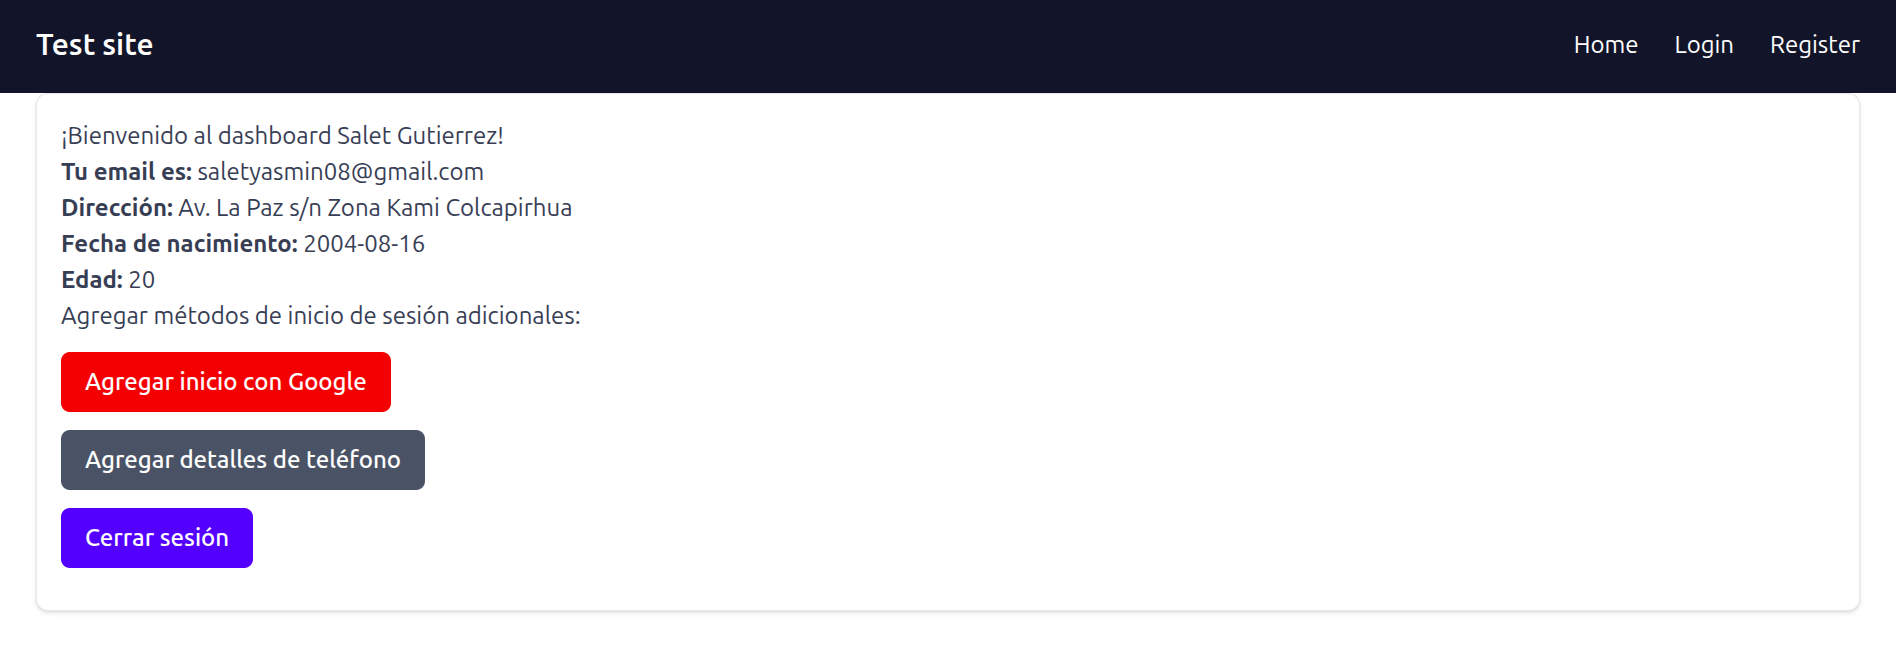 Test site
Home Login Register
¡Bienvenido al dashboard Salet Gutierrez!
Tu email es: saletyasmin08@gmail.com
Dirección: Av. La Paz s/n Zona Kami Colcapirhua
Fecha de nacimiento: 2004-08-16
Edad: 20
Agregar métodos de inicio de sesión adicionales:
Agregar inicio con Google
Agregar detalles de teléfono
Cerrar sesión